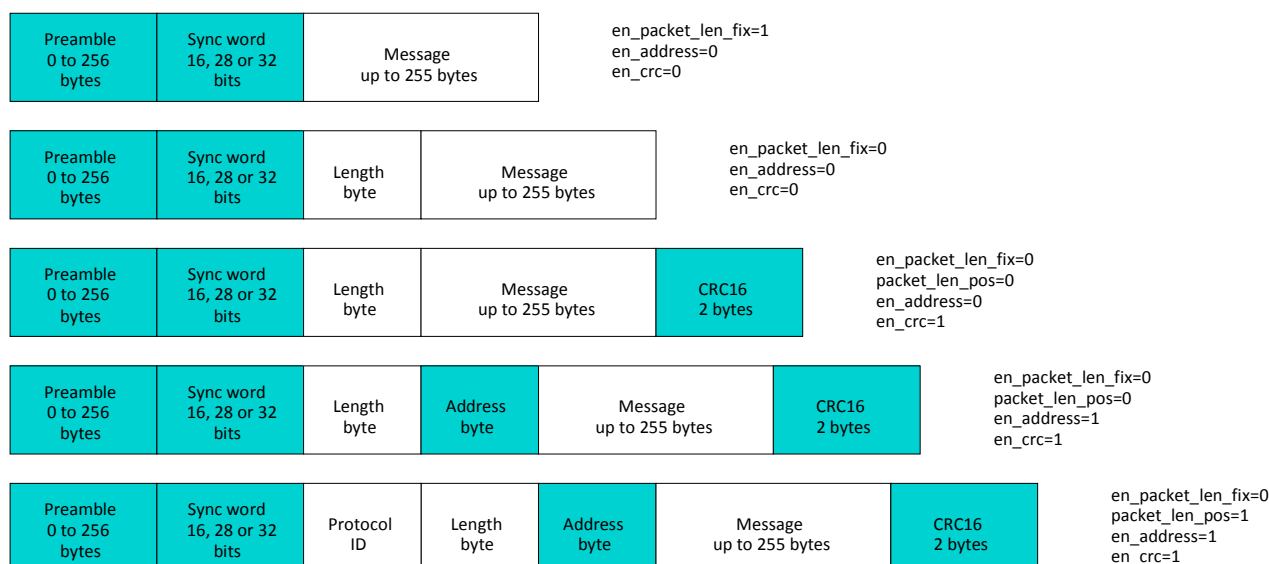 Preamble
0 to 256
bytes
Sync word
16, 28 or 32
bits
Message
up to 255 bytes
en_packet_len_fix=1
en_address=0
en_crc=0
Preamble
0 to 256
bytes
Sync word
16, 28 or 32
bits
Length
byte
Message
up to 255 bytes
en_packet_len_fix=0
en_address=0
en_crc=0
Preamble
0 to 256
bytes
Sync word
16, 28 or 32
bits
Length
byte
Message
up to 255 bytes
CRC16
2 bytes
en_packet_len_fix=0
packet_len_pos=0
en_address=0
en_crc=1
Preamble
0 to 256
bytes
Sync word
16, 28 or 32
bits
Length
byte
Address
byte
Message
up to 255 bytes
CRC16
2 bytes
en_packet_len_fix=0
packet_len_pos=0
en_address=1
en_crc=1
Preamble
0 to 256
bytes
Sync word
16, 28 or 32
bits
Protocol
ID
Length
byte
Address
byte
Message
up to 255 bytes
CRC16
2 bytes
en_packet_len_fix=0
packet_len_pos=1
en_address=1
en_crc=1